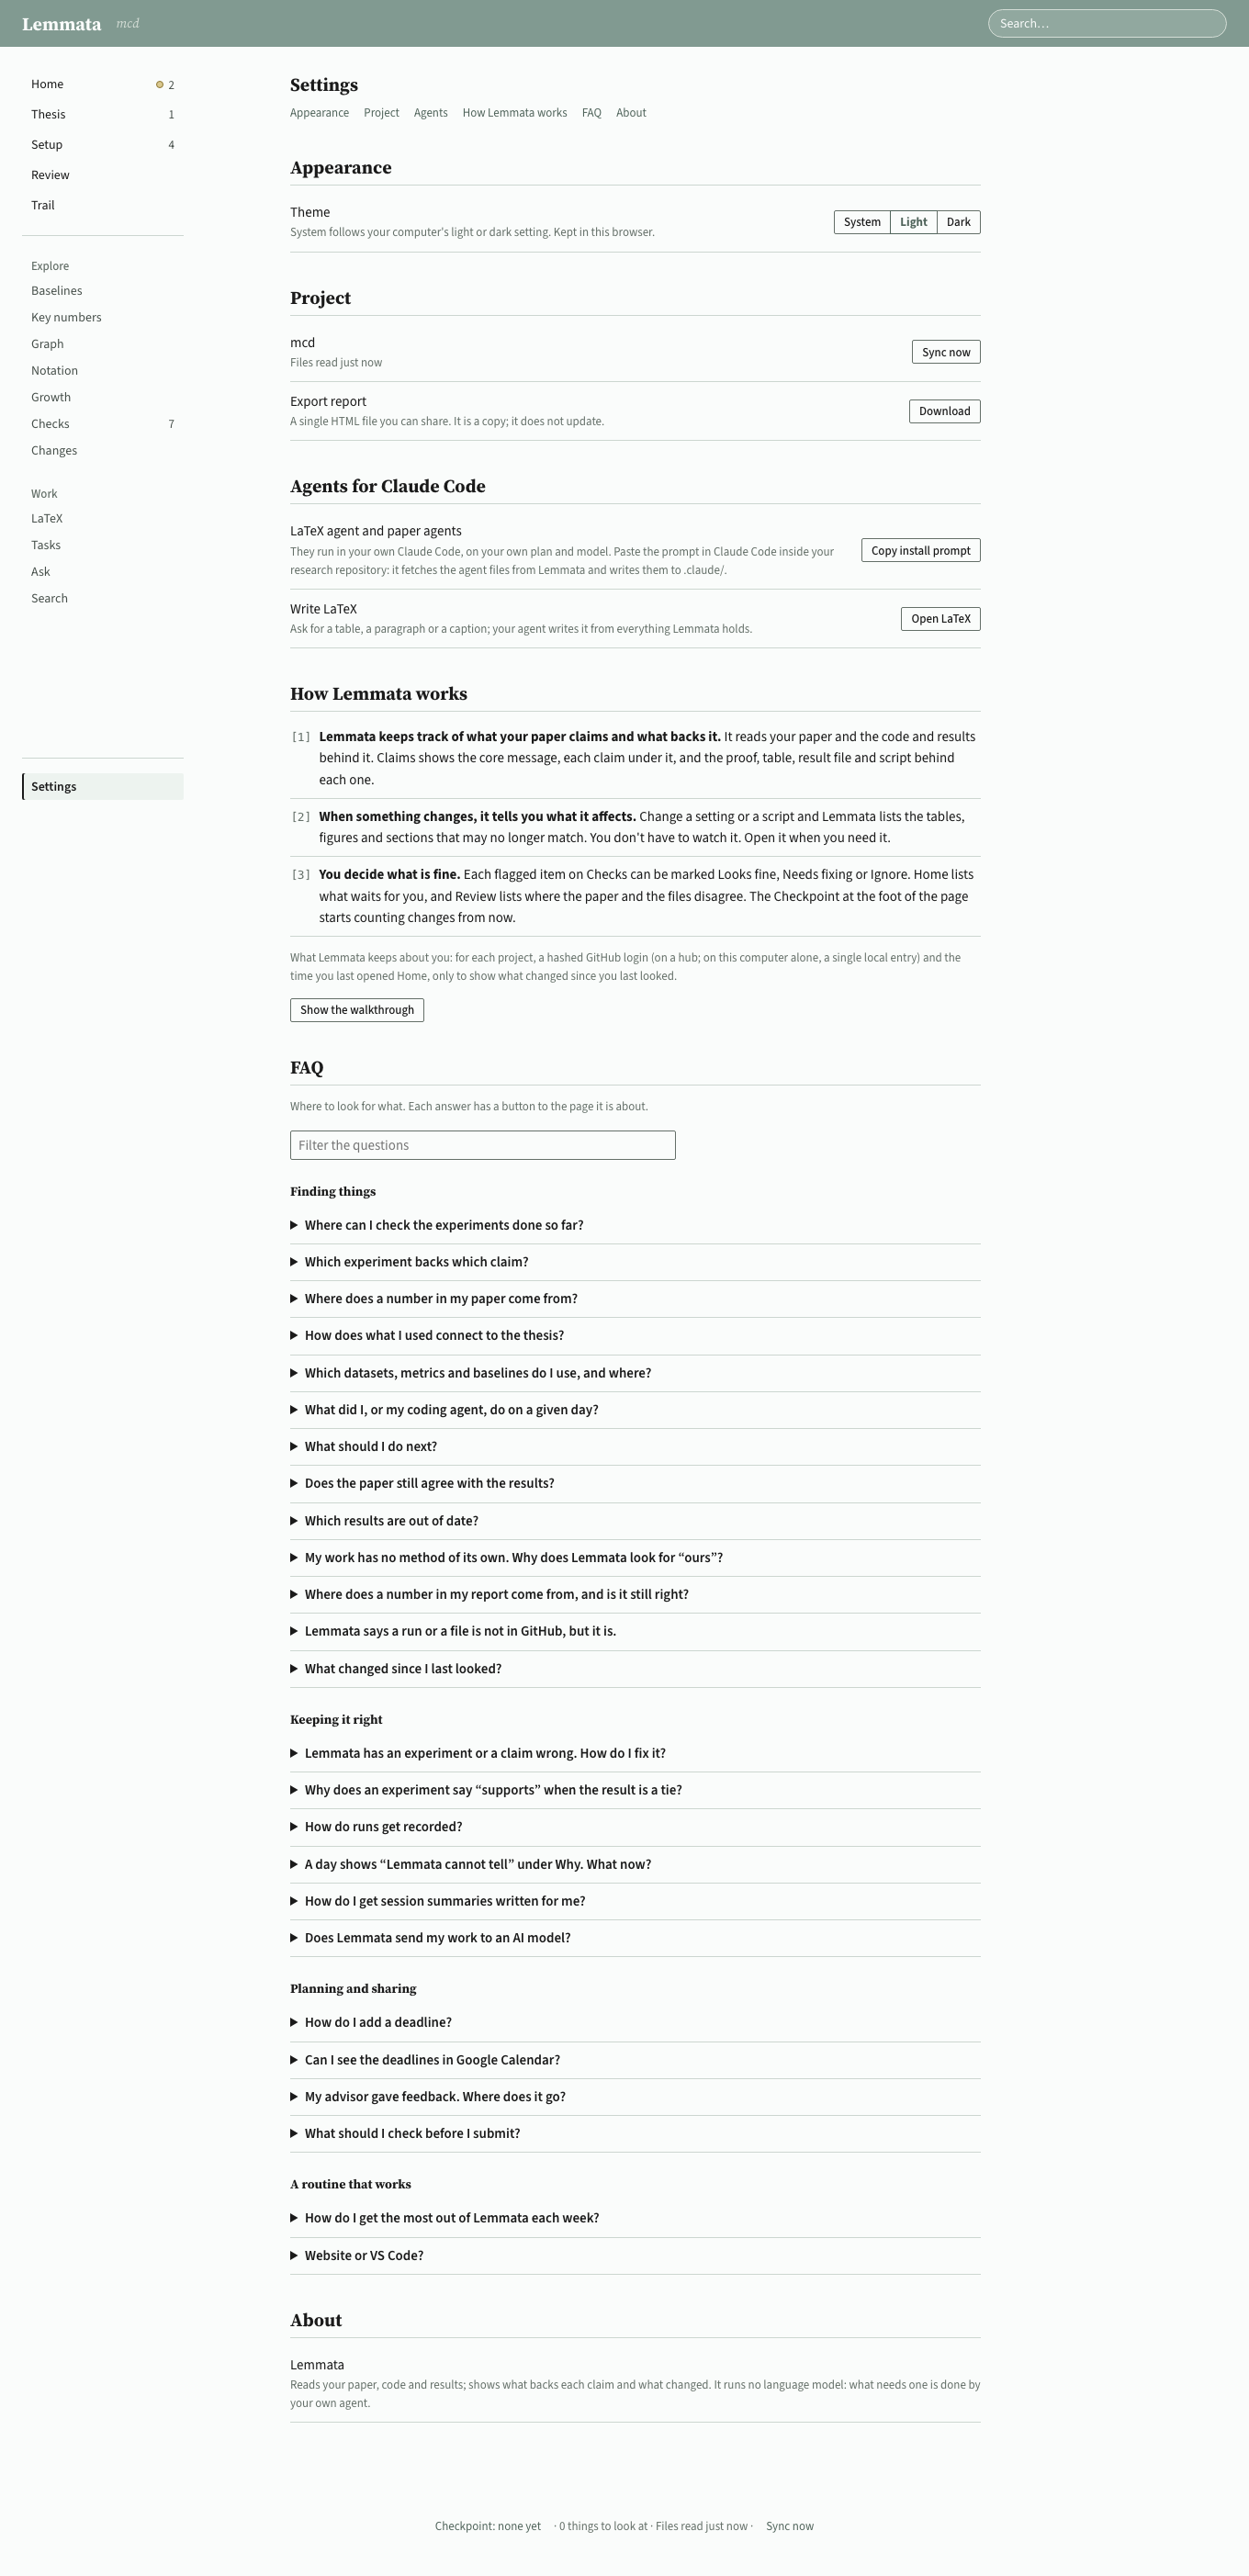 Lemmata mcd Search…
Home 2
Thesis 1
Setup 4
Review
Trail
Explore
Baselines
Key numbers
Graph
Notation
Growth
Checks 7
Changes
Work
LaTeX
Tasks
Ask
Search
Settings
Settings
Appearance Project Agents How Lemmata works FAQ About
Appearance
Theme
System follows your computer's light or dark setting. Kept in this browser.
System Light Dark
Project
mcd
Files read just now
Sync now
Export report
A single HTML file you can share. It is a copy; it does not update.
Download
Agents for Claude Code
LaTeX agent and paper agents
They run in your own Claude Code, on your own plan and model. Paste the prompt in Claude Code inside your
research repository: it fetches the agent files from Lemmata and writes them to .claude/.
Copy install prompt
Write LaTeX
Ask for a table, a paragraph or a caption; your agent writes it from everything Lemmata holds.
Open LaTeX
How Lemmata works
[1] Lemmata keeps track of what your paper claims and what backs it. It reads your paper and the code and results
behind it. Claims shows the core message, each claim under it, and the proof, table, result file and script behind
each one.
[2] When something changes, it tells you what it affects. Change a setting or a script and Lemmata lists the tables,
figures and sections that may no longer match. You don't have to watch it. Open it when you need it.
[3] You decide what is fine. Each flagged item on Checks can be marked Looks fine, Needs fixing or Ignore. Home lists
what waits for you, and Review lists where the paper and the files disagree. The Checkpoint at the foot of the page
starts counting changes from now.
What Lemmata keeps about you: for each project, a hashed GitHub login (on a hub; on this computer alone, a single local entry) and the
time you last opened Home, only to show what changed since you last looked.
Show the walkthrough
FAQ
Where to look for what. Each answer has a button to the page it is about.
Filter the questions
Finding things
Where can I check the experiments done so far?
Which experiment backs which claim?
Where does a number in my paper come from?
How does what I used connect to the thesis?
Which datasets, metrics and baselines do I use, and where?
What did I, or my coding agent, do on a given day?
What should I do next?
Does the paper still agree with the results?
Which results are out of date?
My work has no method of its own. Why does Lemmata look for “ours”?
Where does a number in my report come from, and is it still right?
Lemmata says a run or a file is not in GitHub, but it is.
What changed since I last looked?
Keeping it right
Lemmata has an experiment or a claim wrong. How do I fix it?
Why does an experiment say “supports” when the result is a tie?
How do runs get recorded?
A day shows “Lemmata cannot tell” under Why. What now?
How do I get session summaries written for me?
Does Lemmata send my work to an AI model?
Planning and sharing
How do I add a deadline?
Can I see the deadlines in Google Calendar?
My advisor gave feedback. Where does it go?
What should I check before I submit?
A routine that works
How do I get the most out of Lemmata each week?
Website or VS Code?
About
Lemmata
Reads your paper, code and results; shows what backs each claim and what changed. It runs no language model: what needs one is done by
your own agent.
Checkpoint: none yet · 0 things to look at · Files read just now · Sync now